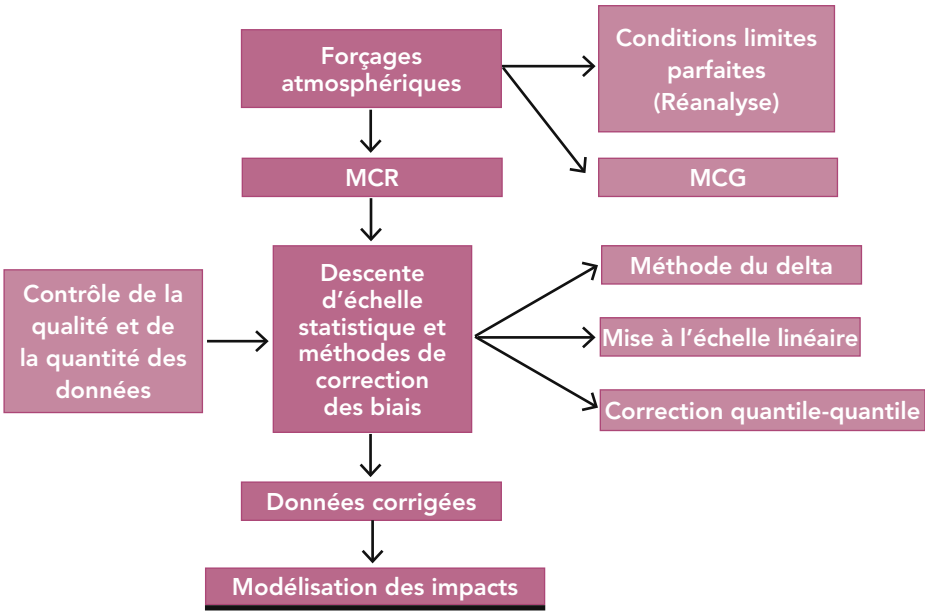 Forçages
atmosphériques
Conditions limites
parfaites
(Réanalyse)
MCR
MCG
Contrôle de la
qualité et de
la quantité des
données
Descente
d'échelle
statistique et
méthodes de
correction
des biais
Méthode du delta
Mise à l'échelle linéaire
Correction quantile-quantile
Données corrigées
Modélisation des impacts